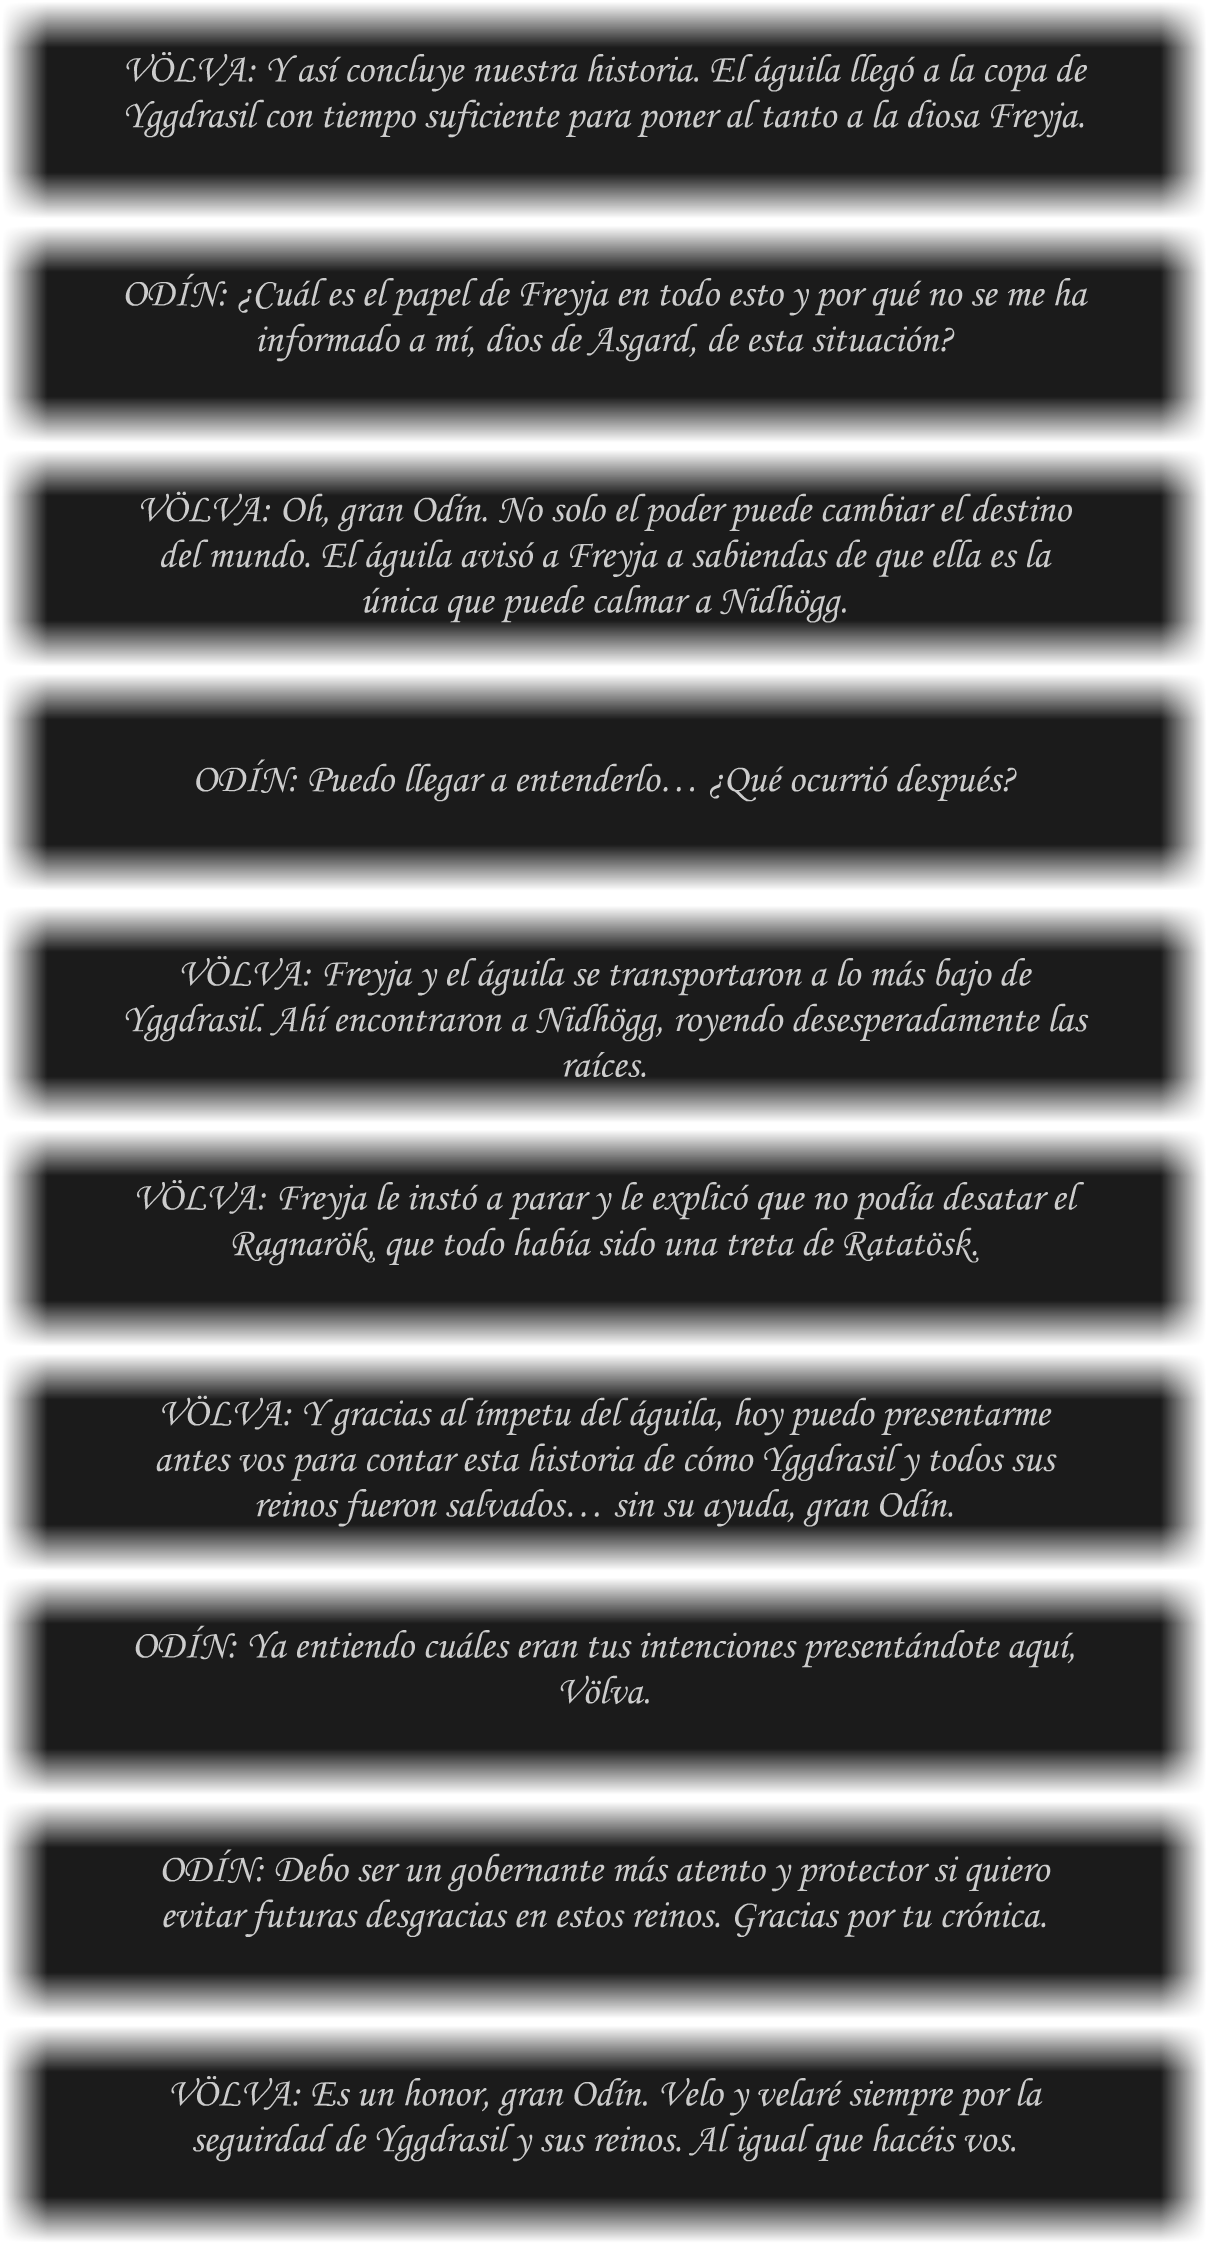 VÖLVA: Y así concluye nuestra historia. El águila llegó a la copa de
Yggdrasil con tiempo suficiente para poner al tanto a la diosa Freyja.
ODÍN: ¿Cuál es el papel de Freyja en todo esto y por qué no se me ha
informado a mí, dios de Asgard, de esta situación?
VÖLVA: Oh, gran Odín. No solo el poder puede cambiar el destino
del mundo. El águila avisó a Freyja a sabiendas de que ella es la
única que puede calmar a Nidhögg.
ODÍN: Puedo llegar a entenderlo… ¿Qué ocurrió después?
VÖLVA: Freyja y el águila se transportaron a lo más bajo de
Yggdrasil. Ahí encontraron a Nidhögg, royendo desesperadamente las
raíces.
VÖLVA: Freyja le instó a parar y le explicó que no podía desatar el
Ragnarök, que todo había sido una treta de Ratatösk.
VÖLVA: Y gracias al ímpetu del águila, hoy puedo presentarme
antes vos para contar esta historia de cómo Yggdrasil y todos sus
reinos fueron salvados… sin su ayuda, gran Odín.
ODÍN: Ya entiendo cuáles eran tus intenciones presentándote aquí,
Völva.
ODÍN: Debo ser un gobernante más atento y protector si quiero
evitar futuras desgracias en estos reinos. Gracias por tu crónica.
VÖLVA: Es un honor, gran Odín. Velo y velaré siempre por la
seguirdad de Yggdrasil y sus reinos. Al igual que hacéis vos.